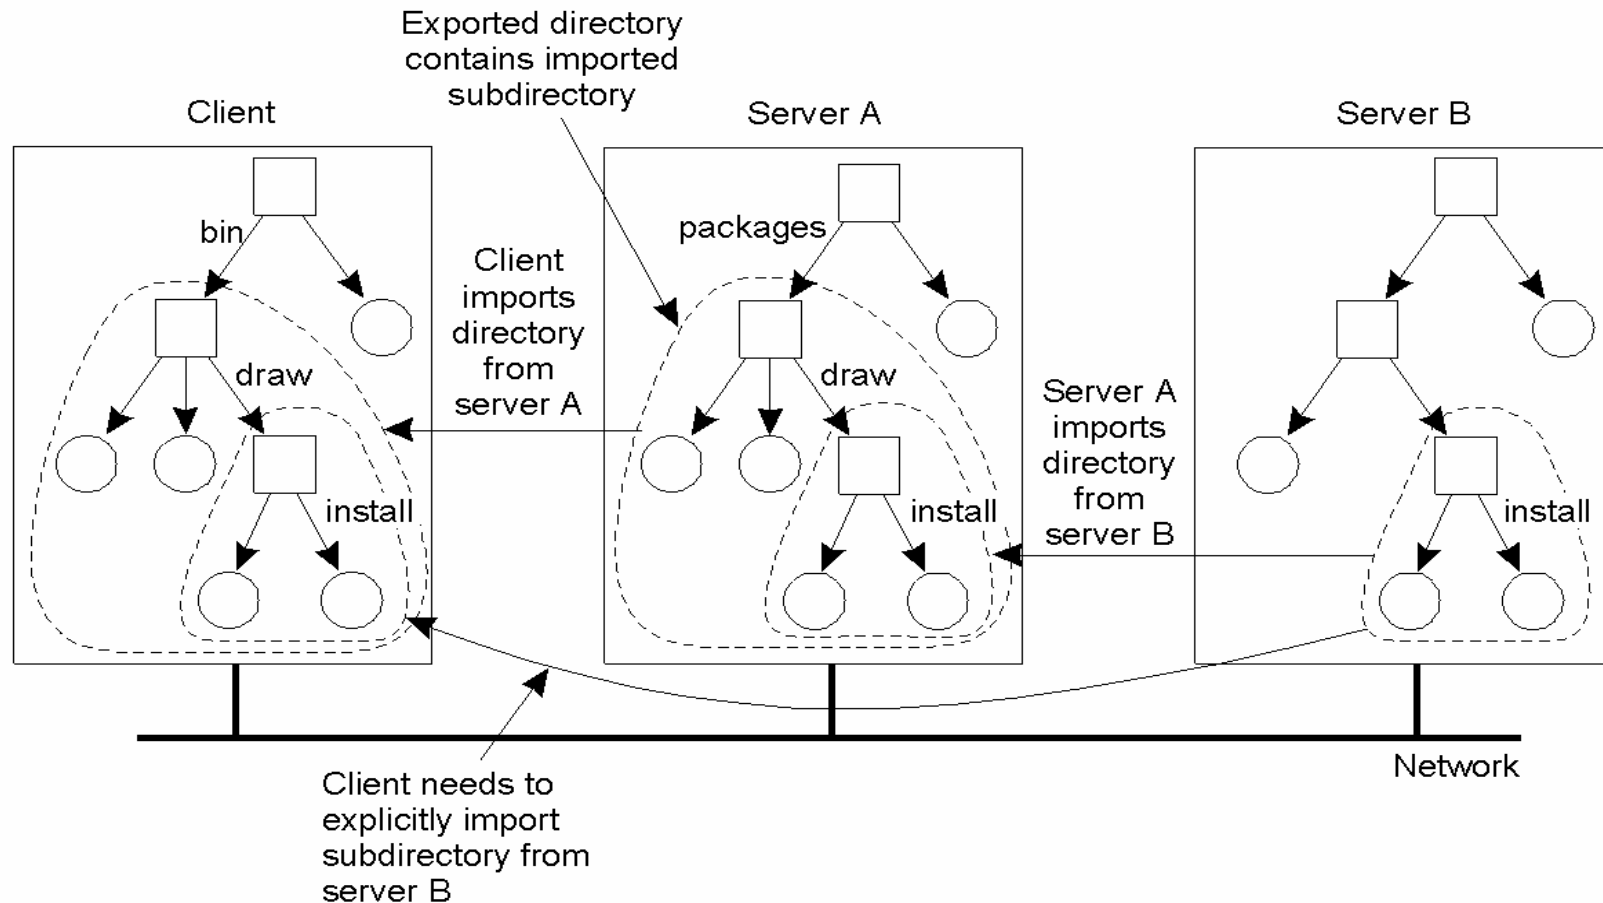 Exported directory
contains imported
subdirectory
Client
Server A
Server B
bin
packages
Client
imports
directory
from
server A
draw
draw
Server A
imports
directory
from
server B
install
install
install
Network
Client needs to
explicitly import
subdirectory from
server B